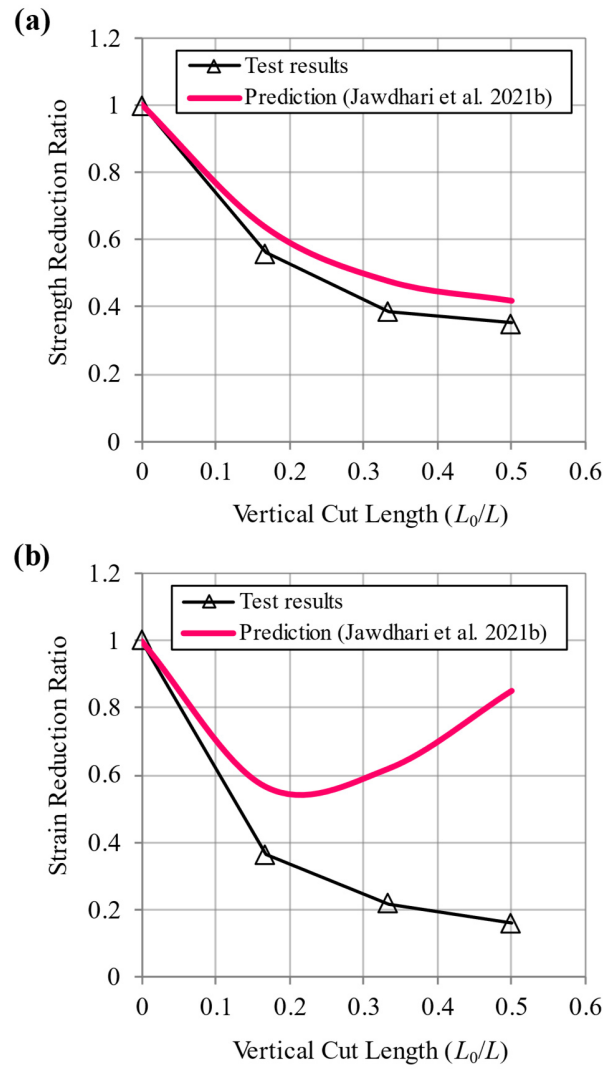 (a)
1.2
1
0.8
0.6
0.4
0.2
0
Strength Reduction Ratio
Test results
Prediction (Jawdhari et al. 2021b)
0 0.1 0.2 0.3 0.4 0.5 0.6
Vertical Cut Length (L₀/L)
(b)
1.2
1
0.8
0.6
0.4
0.2
0
Strain Reduction Ratio
Test results
Prediction (Jawdhari et al. 2021b)
0 0.1 0.2 0.3 0.4 0.5 0.6
Vertical Cut Length (L₀/L)